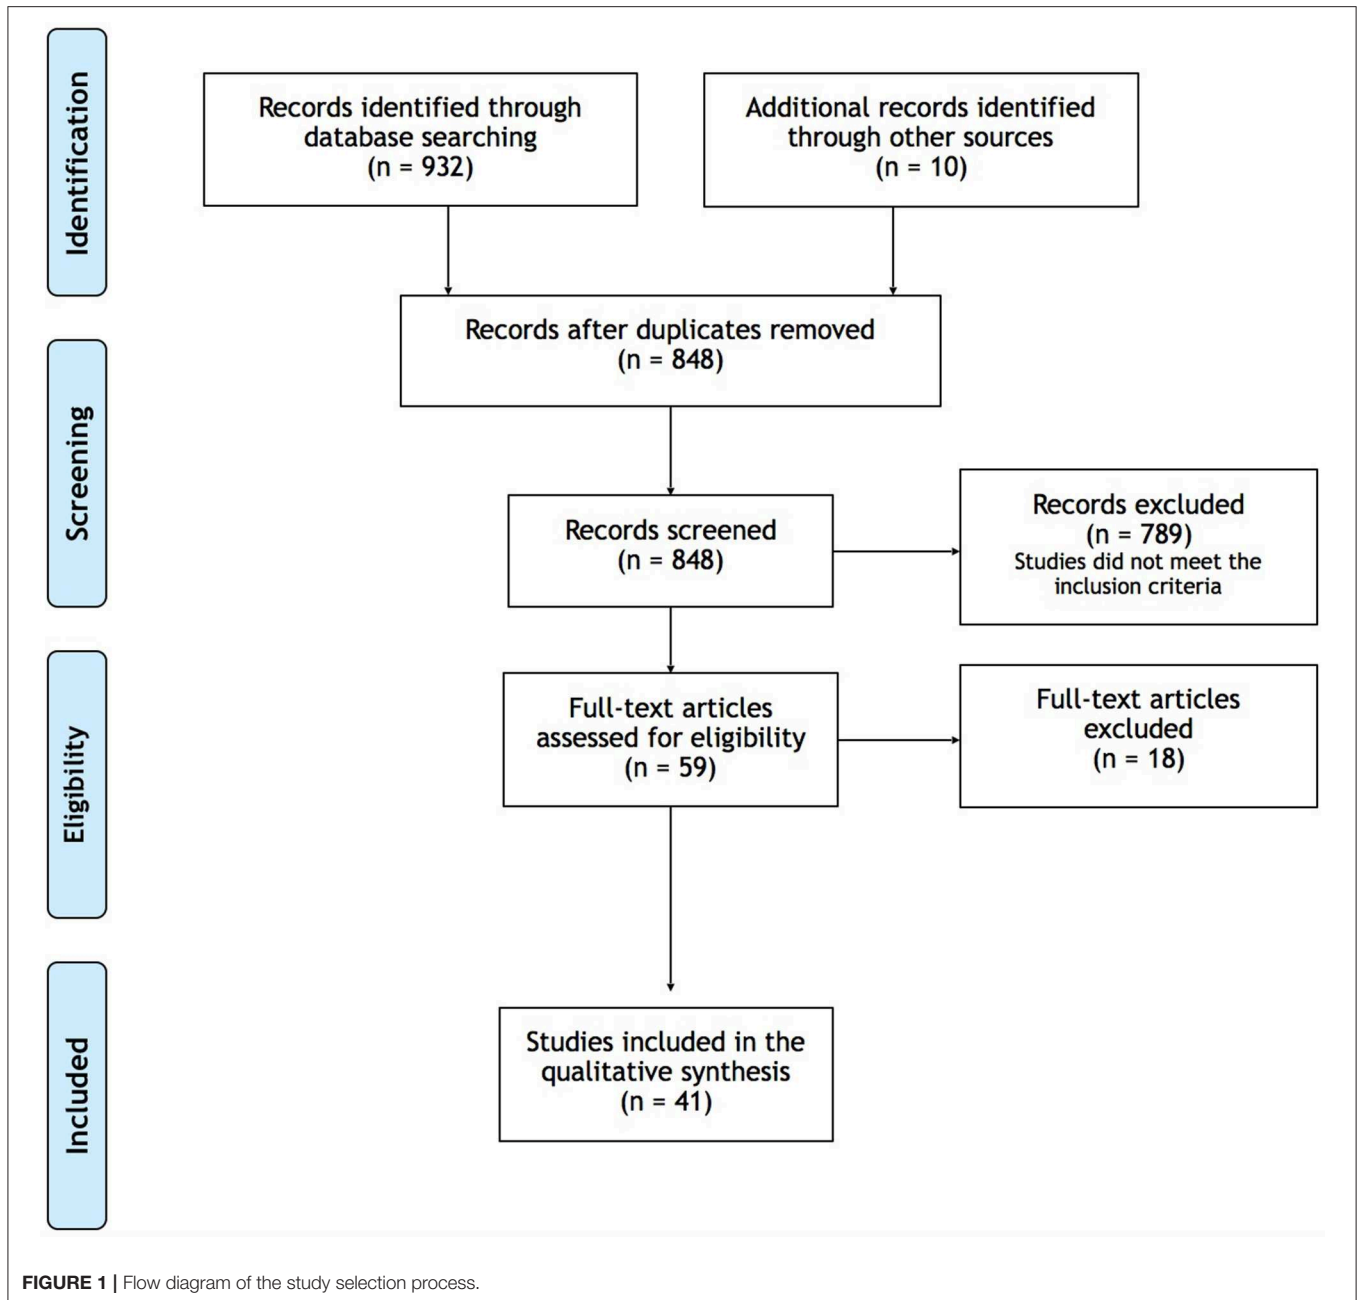 Identification
Records identified through
database searching
(n = 932)
Additional records identified
through other sources
(n = 10)
Records after duplicates removed
(n = 848)
Screening
Records screened
(n = 848)
Records excluded
(n = 789)
Studies did not meet the
inclusion criteria
Eligibility
Full-text articles
assessed for eligibility
(n = 59)
Full-text articles
excluded
(n = 18)
Included
Studies included in the
qualitative synthesis
(n = 41)
FIGURE 1 | Flow diagram of the study selection process.